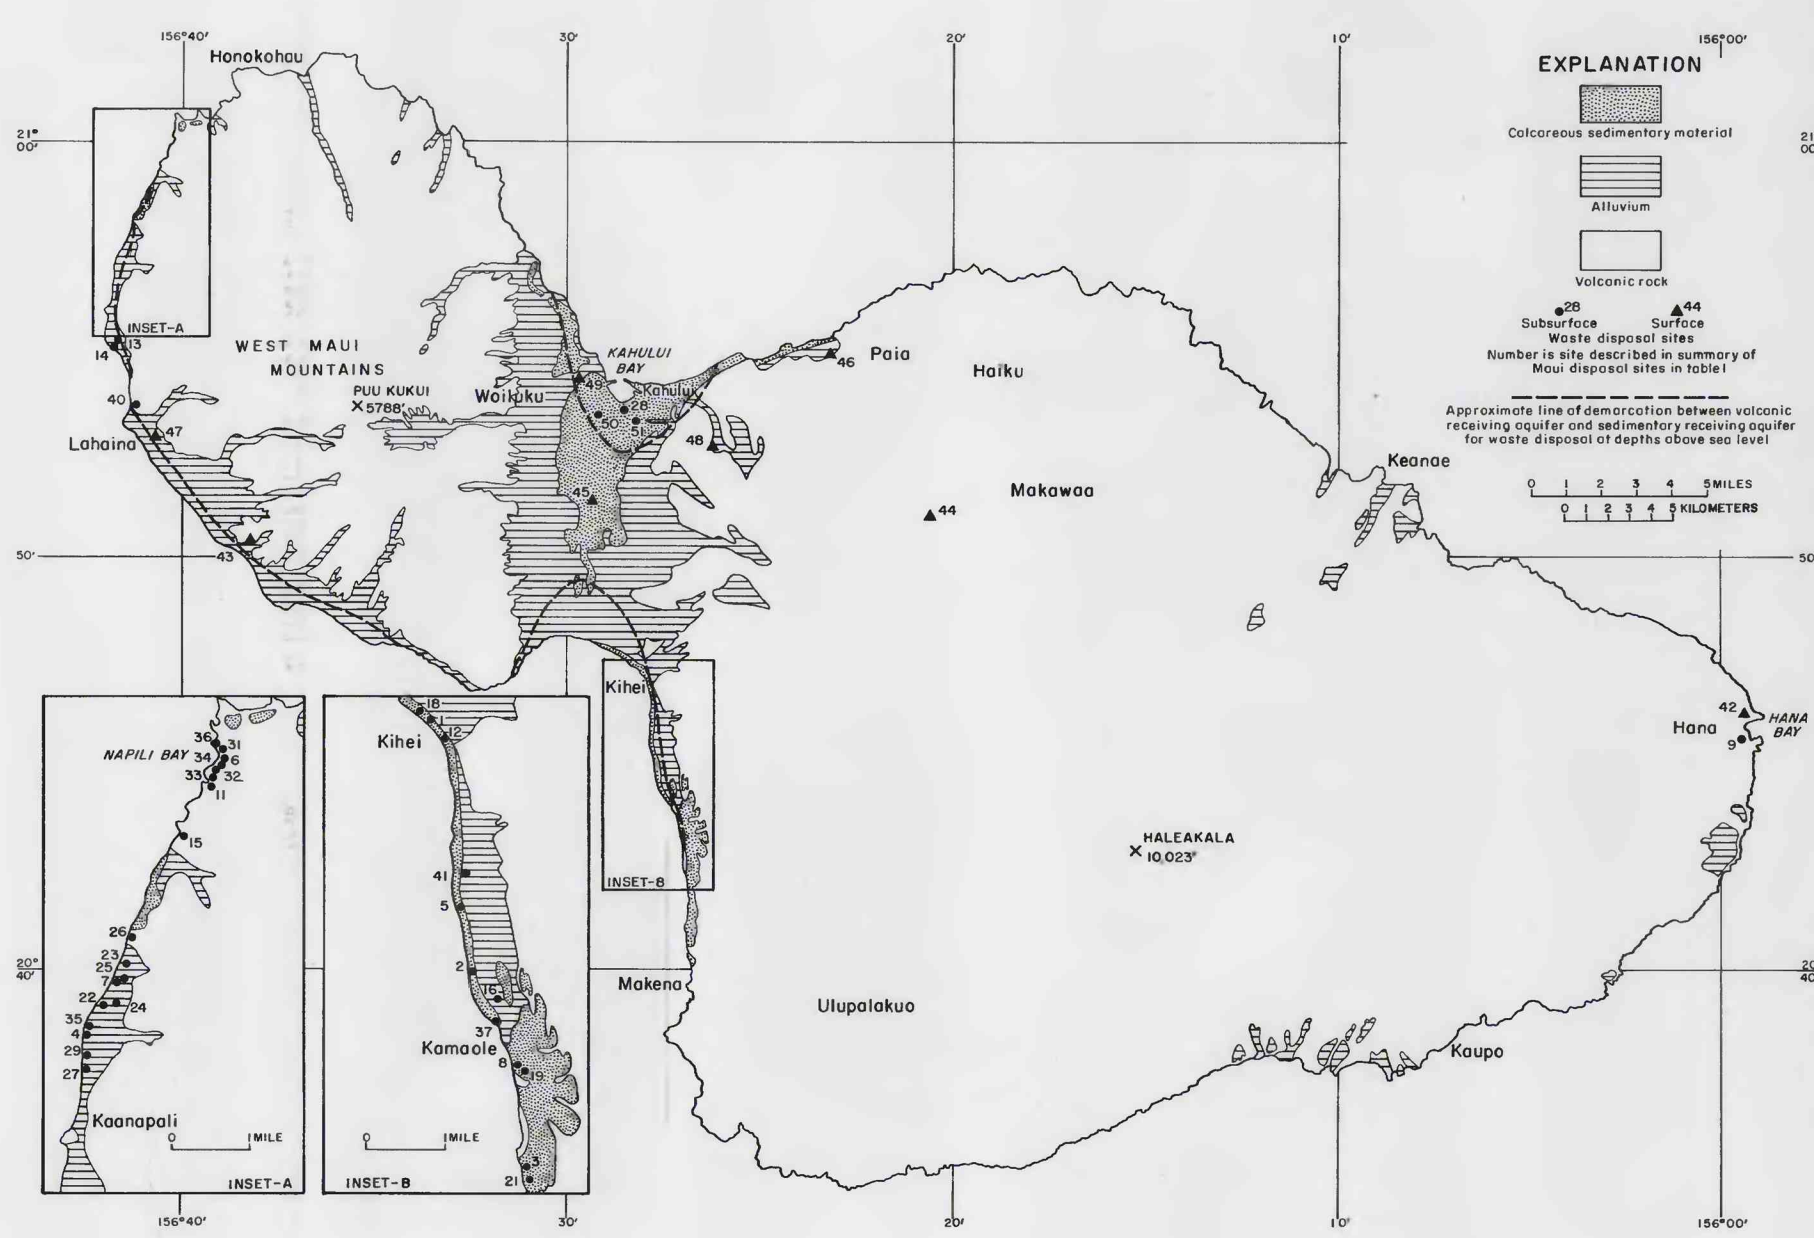 156°40'
30'
20'
10'
156°00'
Honokohau
EXPLANATION
Calcareous sedimentary material
21°
00'
21
00
Alluvium
Volcanic rock
28
44
Subsurface
Surface
Waste disposal sites
Number is site described in summary of
Maui disposal sites in table I
Approximate line of demarcation between volcanic
receiving aquifer and sedimentary receiving aquifer
for waste disposal at depths above sea level
0 1 2 3 4 5 MILES
0 1 2 3 4 5 KILOMETERS
INSET-A
13
14
WEST MAUI
MOUNTAINS
KAHULUI
BAY
46
Paia
Haiku
PUU KUKUI
X 5788'
Wailuku
49
Kahului
28
50
51
40
Lahaina
47
48
Keanae
Makawao
45
44
50'
43
50
Kihei
INSET-B
42
HANA
BAY
Hana
9
HALEAKALA
X 10,023'
NAPILI BAY
36
31
34
6
33
32
11
15
26
23
25
7
22
24
35
4
29
27
Kaanapali
0 1 MILE
INSET-A
18
1
12
Kihei
41
5
2
16
37
Kamaole
8
19
3
21
0 1 MILE
INSET-B
20°
40'
20
40
Makena
Ulupalakua
Kaupo
156°40'
30'
20'
10'
156°00'